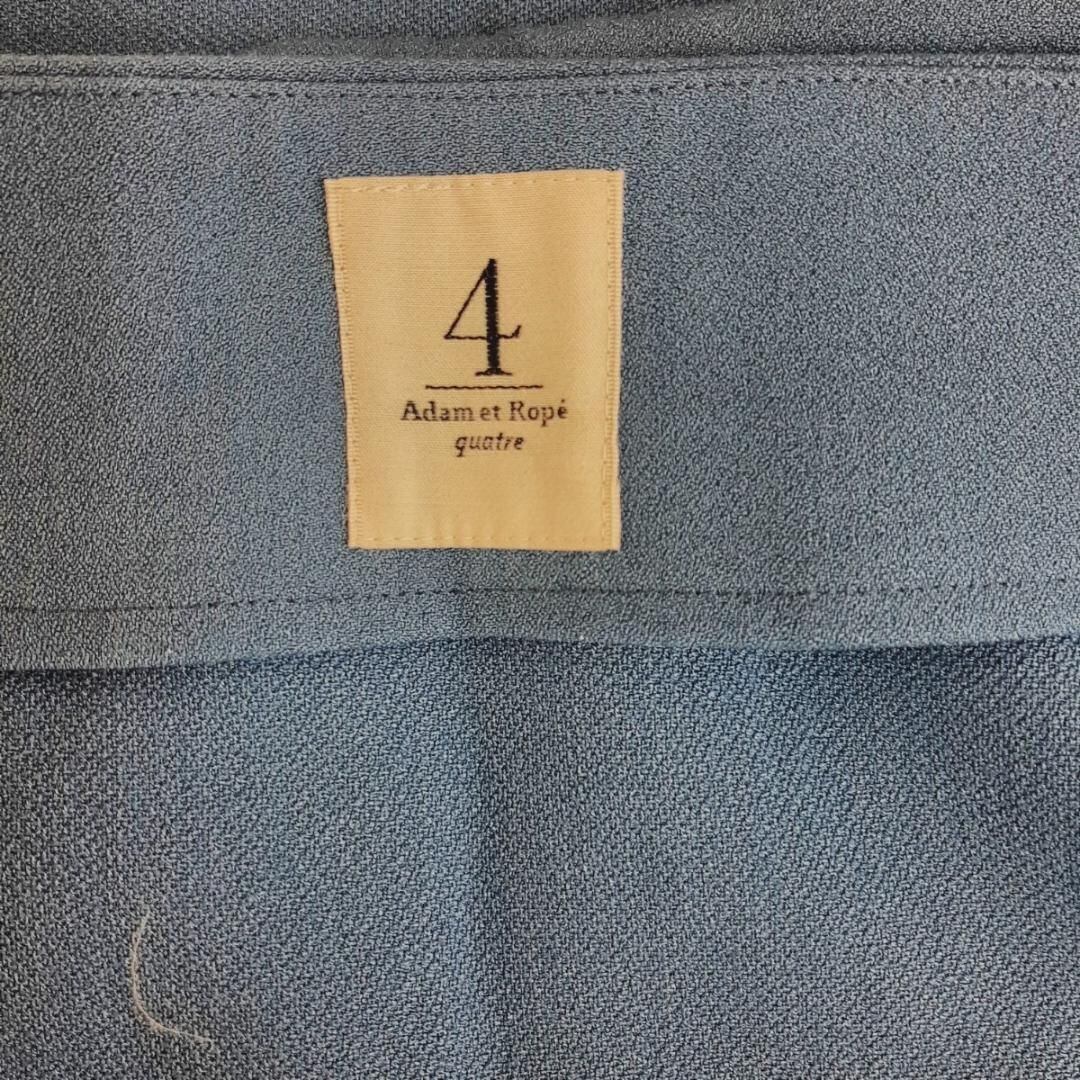 4
Adam et Ropé
quatre